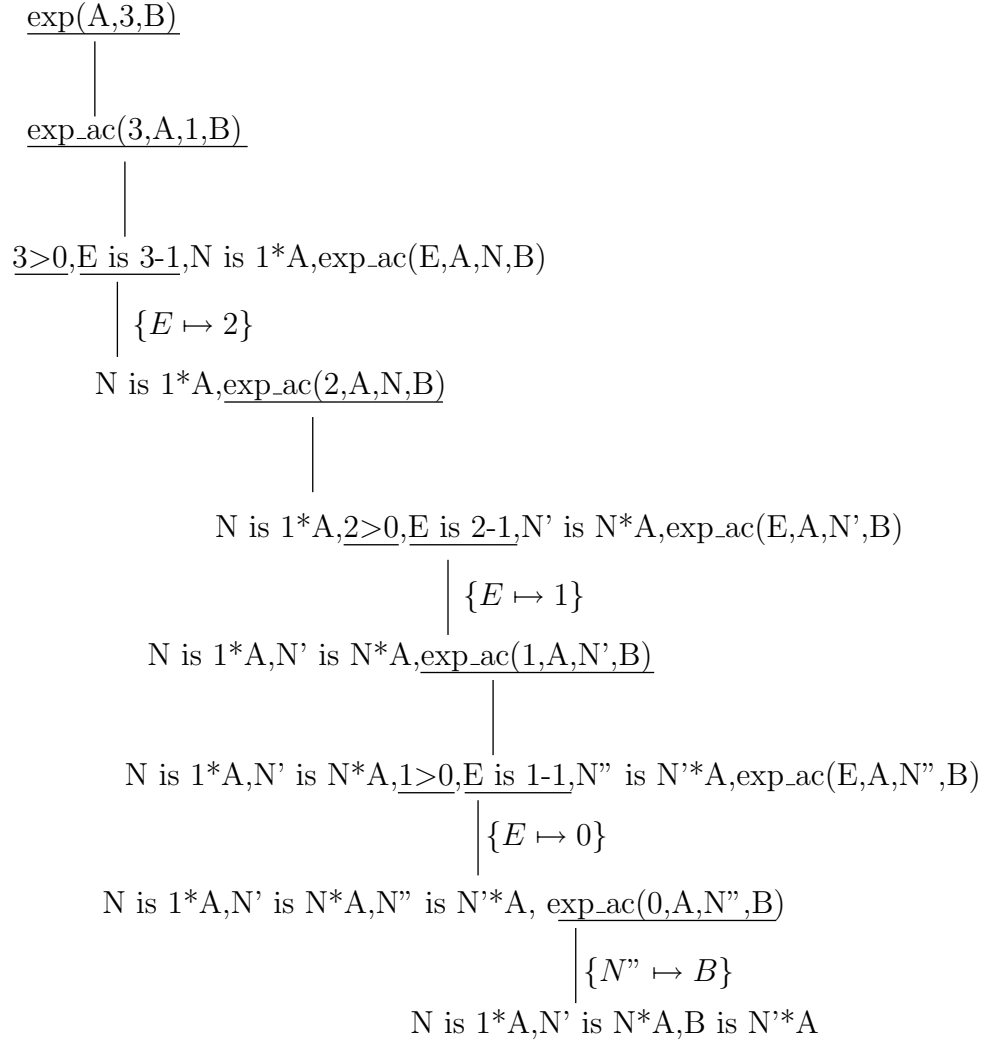 exp(A,3,B)
exp_ac(3,A,1,B)
3>0,E is 3-1,N is 1*A,exp_ac(E,A,N,B)
{E ↦ 2}
N is 1*A,exp_ac(2,A,N,B)
N is 1*A,2>0,E is 2-1,N' is N*A,exp_ac(E,A,N',B)
{E ↦ 1}
N is 1*A,N' is N*A,exp_ac(1,A,N',B)
N is 1*A,N' is N*A,1>0,E is 1-1,N” is N'*A,exp_ac(E,A,N”,B)
{E ↦ 0}
N is 1*A,N' is N*A,N” is N'*A, exp_ac(0,A,N”,B)
{N” ↦ B}
N is 1*A,N' is N*A,B is N'*A